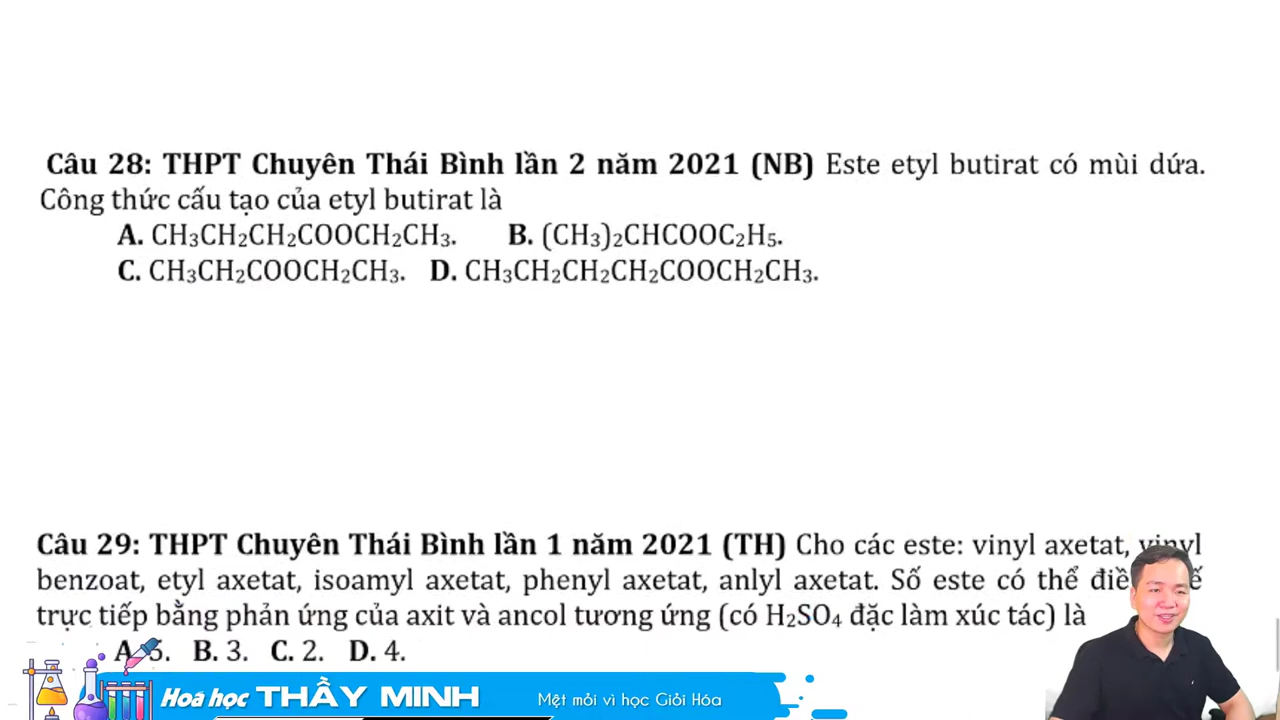 Câu 28: THPT Chuyên Thái Bình lần 2 năm 2021 (NB) Este etyl butirat có mùi dứa.
Công thức cấu tạo của etyl butirat là
A. CH₃CH₂CH₂COOCH₂CH₃. B. (CH₃)₂CHCOOC₂H₅.
C. CH₃CH₂COOCH₂CH₃. D. CH₃CH₂CH₂CH₂COOCH₂CH₃.
Câu 29: THPT Chuyên Thái Bình lần 1 năm 2021 (TH) Cho các este: vinyl axetat, vinyl
benzoat, etyl axetat, isoamyl axetat, phenyl axetat, anlyl axetat. Số este có thể
trực tiếp bằng phản ứng của axit và ancol tương ứng (có H₂SO₄ đặc làm xúc tác) là
A. 5. B. 3. C. 2. D. 4.
Hoá học THẦY MINH Mệt mỏi vì học Giỏi Hóa